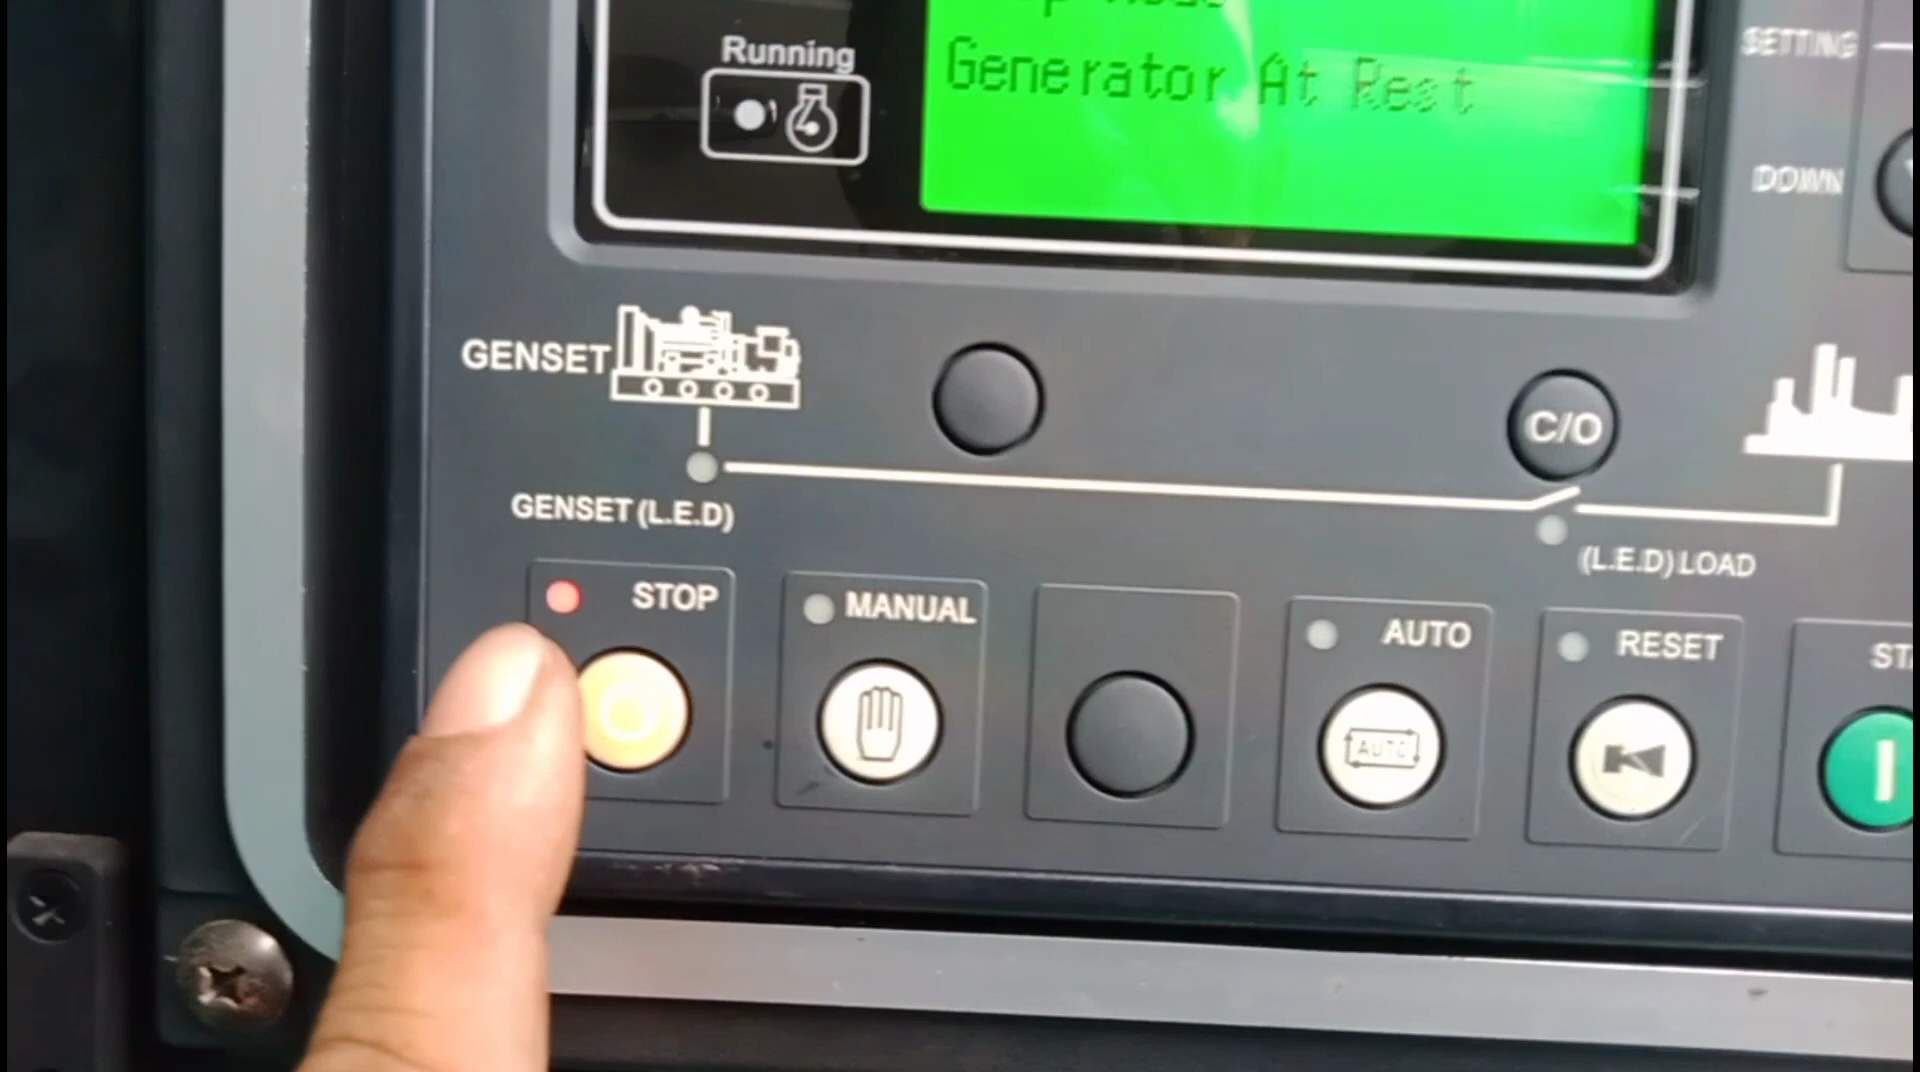 Running
Generator At Rest
SETTING
DOWN
GENSET
C/O
GENSET (L.E.D)
(L.E.D) LOAD
STOP
MANUAL
AUTO
RESET
AUTO